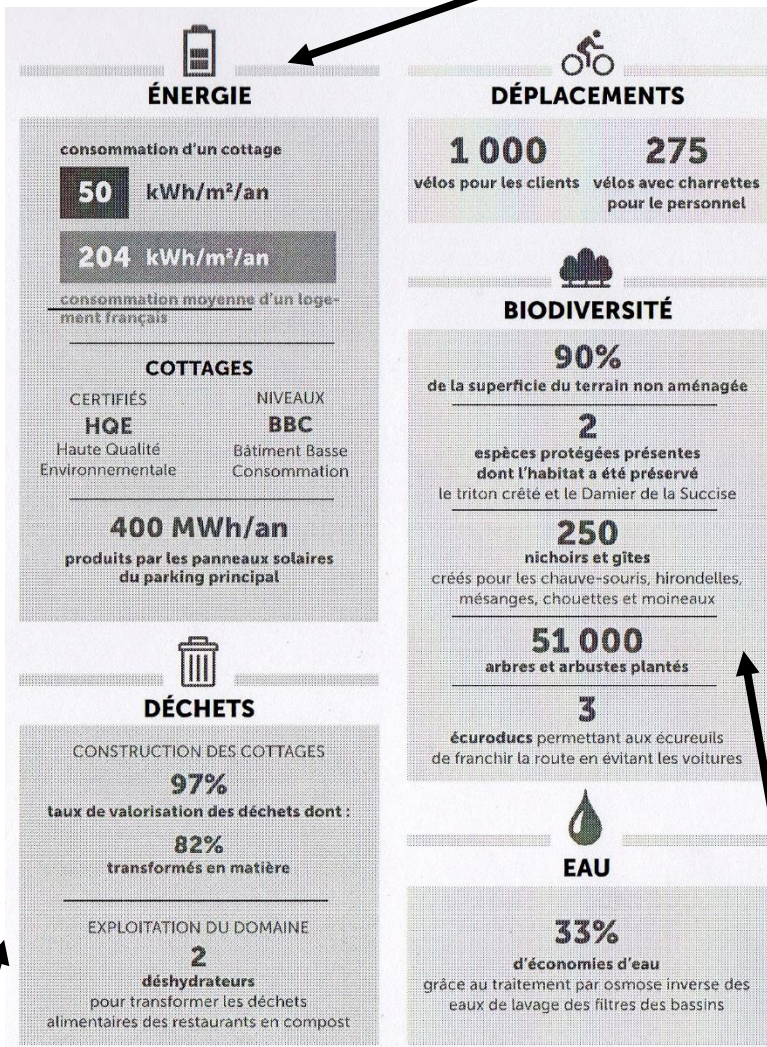 ÉNERGIE
consommation d'un cottage
50 kWh/m²/an
204 kWh/m²/an
consommation moyenne d'un loge-
ment français
COTTAGES
CERTIFIÉS
HQE
Haute Qualité
Environnementale
NIVEAUX
BBC
Bâtiment Basse
Consommation
400 MWh/an
produits par les panneaux solaires
du parking principal
DÉCHETS
CONSTRUCTION DES COTTAGES
97%
taux de valorisation des déchets dont :
82%
transformés en matière
EXPLOITATION DU DOMAINE
2
déshydrateurs
pour transformer les déchets
alimentaires des restaurants en compost
DÉPLACEMENTS
1 000
vélos pour les clients
275
vélos avec charrettes
pour le personnel
BIODIVERSITÉ
90%
de la superficie du terrain non aménagée
2
espèces protégées présentes
dont l'habitat a été préservé
le triton crêté et le Damier de la Succise
250
nichoirs et gîtes
créés pour les chauve-souris, hirondelles,
mésanges, chouettes et moineaux
51 000
arbres et arbustes plantés
3
écuroducs permettant aux écureuils
de franchir la route en évitant les voitures
EAU
33%
d'économies d'eau
grâce au traitement par osmose inverse des
eaux de lavage des filtres des bassins